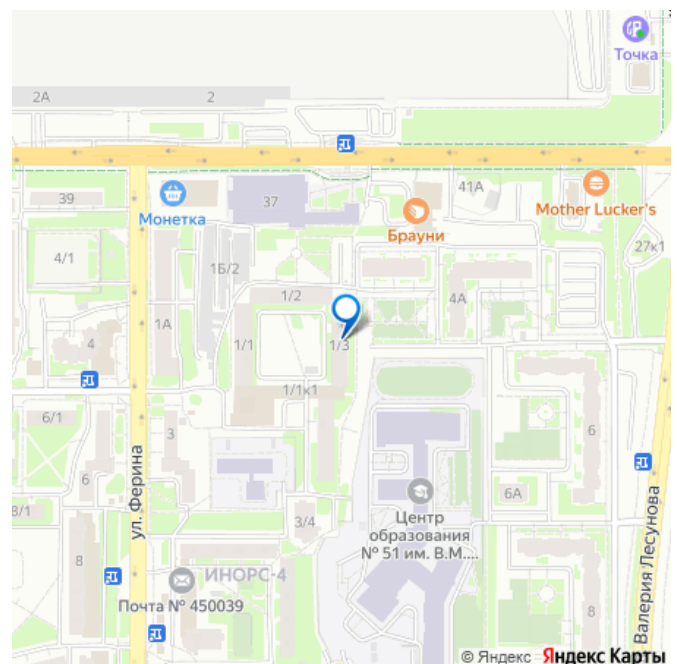 Точка
2А
2
39
Монетка
37
41А
Mother Lucker's
Брауни
4/1
1Б/2
27к1
1/2
4А
1А
1/1
1/3
4
1/1к1
6/1
3
6
6
ул. Ферина
6А
8/1
3/4
Центр
образования
№ 51 им. В.М....
Валерия Лесунова
8
ИНОРС-4
Почта № 450039
8
© Яндекс Яндекс Карты